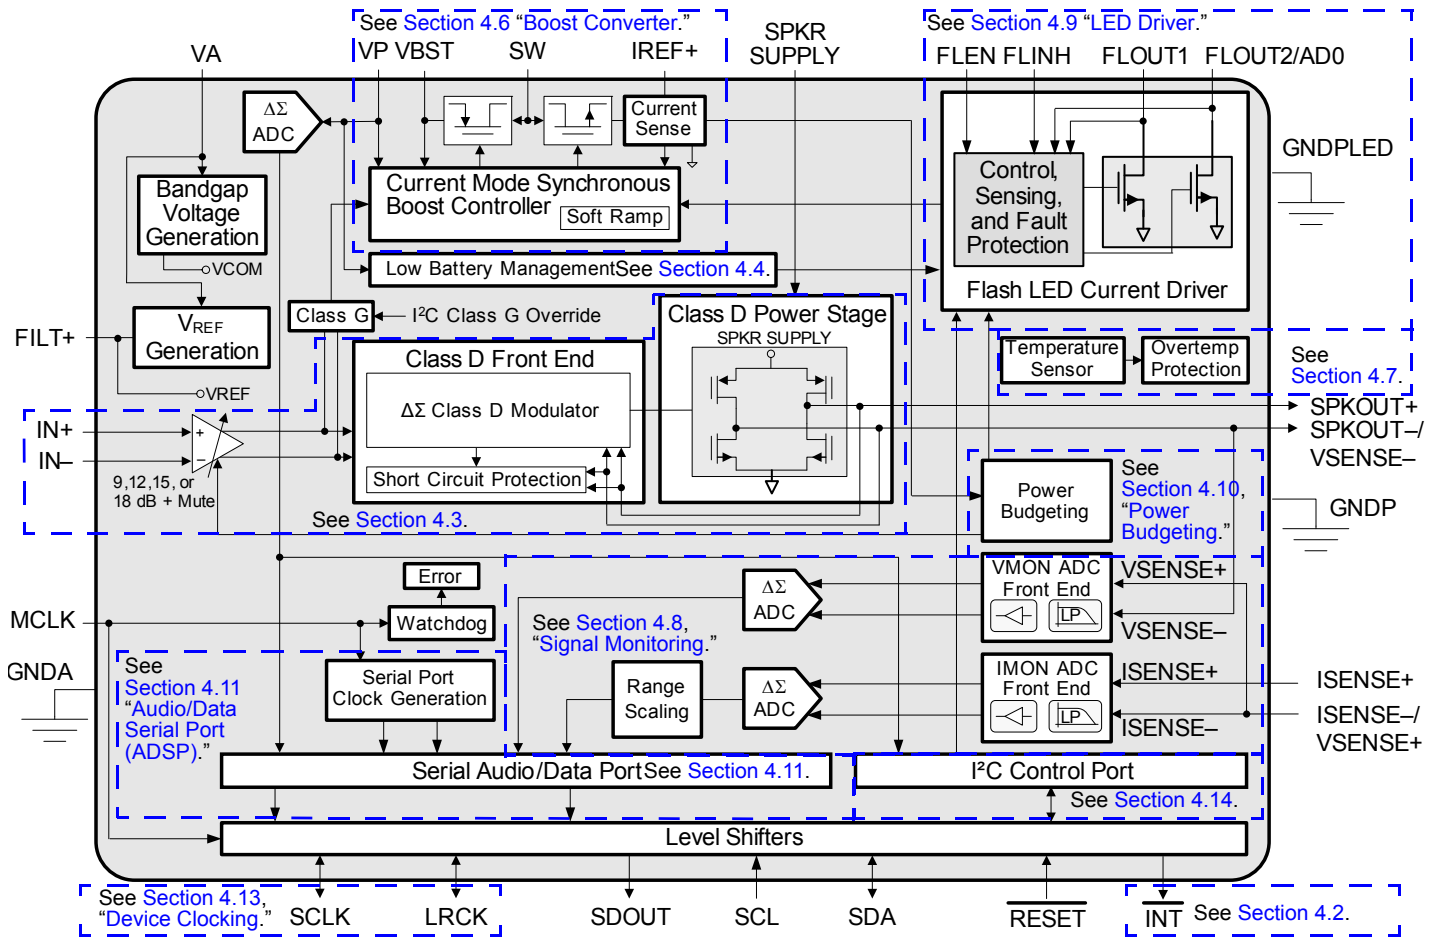 See Section 4.6 “Boost Converter.”
See Section 4.9 “LED Driver.”
SPKR
SUPPLY
VA
VP VBST
SW
IREF+
FLEN FLINH
FLOUT1
FLOUT2/AD0
ΔΣ
ADC
Current
Sense
GNDPLED
Bandgap
Voltage
Generation
Current Mode Synchronous
Boost Controller
Soft Ramp
Control,
Sensing,
and Fault
Protection
VCOM
Low Battery Management See Section 4.4.
Flash LED Current Driver
Class G
I²C Class G Override
Class D Power Stage
SPKR SUPPLY
FILT+
VREF
Generation
Class D Front End
Temperature
Sensor
Overtemp
Protection
See
Section 4.7.
VREF
ΔΣ Class D Modulator
SPKOUT+
SPKOUT–/
VSENSE–
IN+
IN–
+
–
9,12,15, or
18 dB + Mute
Short Circuit Protection
See Section 4.3.
Power
Budgeting
See
Section 4.10,
“Power
Budgeting.”
GNDP
Error
Watchdog
MCLK
ΔΣ
ADC
VMON ADC
Front End
LP
VSENSE+
VSENSE–
See Section 4.8,
“Signal Monitoring.”
GNDA
See
Section 4.11
“Audio/Data
Serial Port
(ADSP).”
Serial Port
Clock Generation
Range
Scaling
ΔΣ
ADC
IMON ADC
Front End
LP
ISENSE+
ISENSE–
ISENSE+
ISENSE–/
VSENSE+
Serial Audio/Data Port See Section 4.11.
I²C Control Port
See Section 4.14.
Level Shifters
See Section 4.13,
“Device Clocking.”
SCLK
LRCK
SDOUT
SCL
SDA
RESET
INT
See Section 4.2.